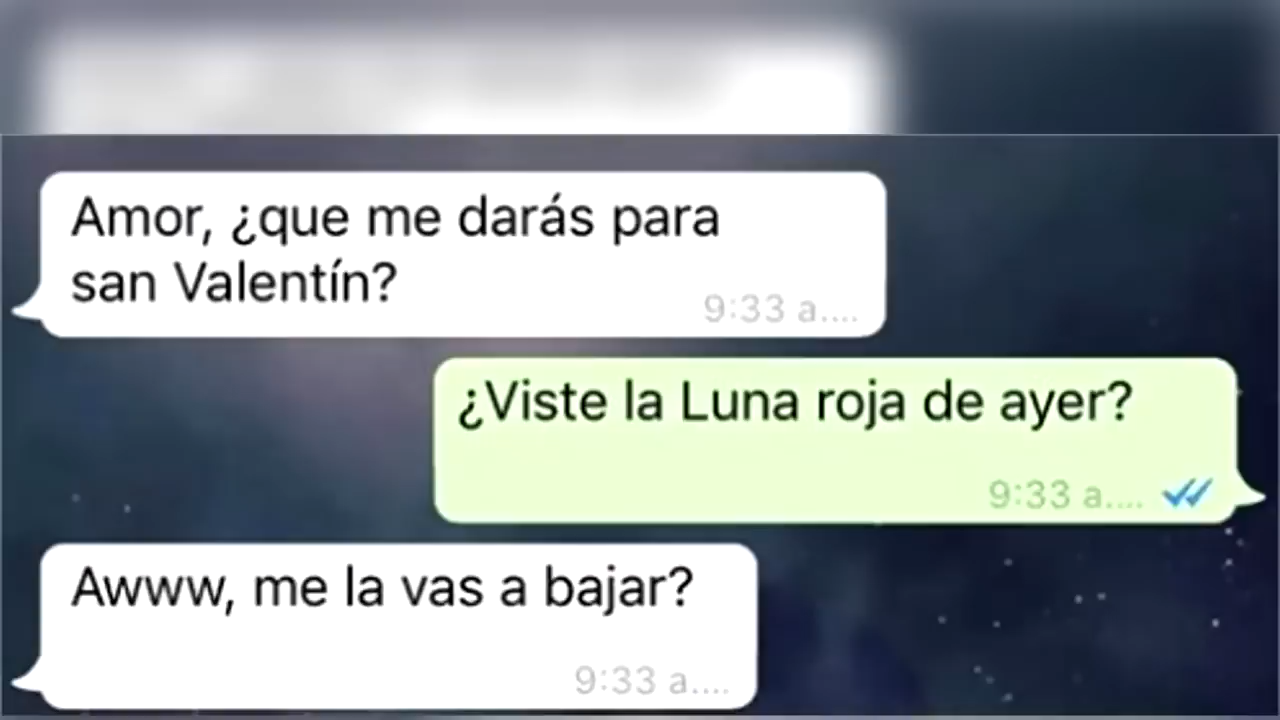 Amor, ¿que me darás para
san Valentín?
9:33 a....
¿Viste la Luna roja de ayer?
9:33 a....
Awww, me la vas a bajar?
9:33 a....